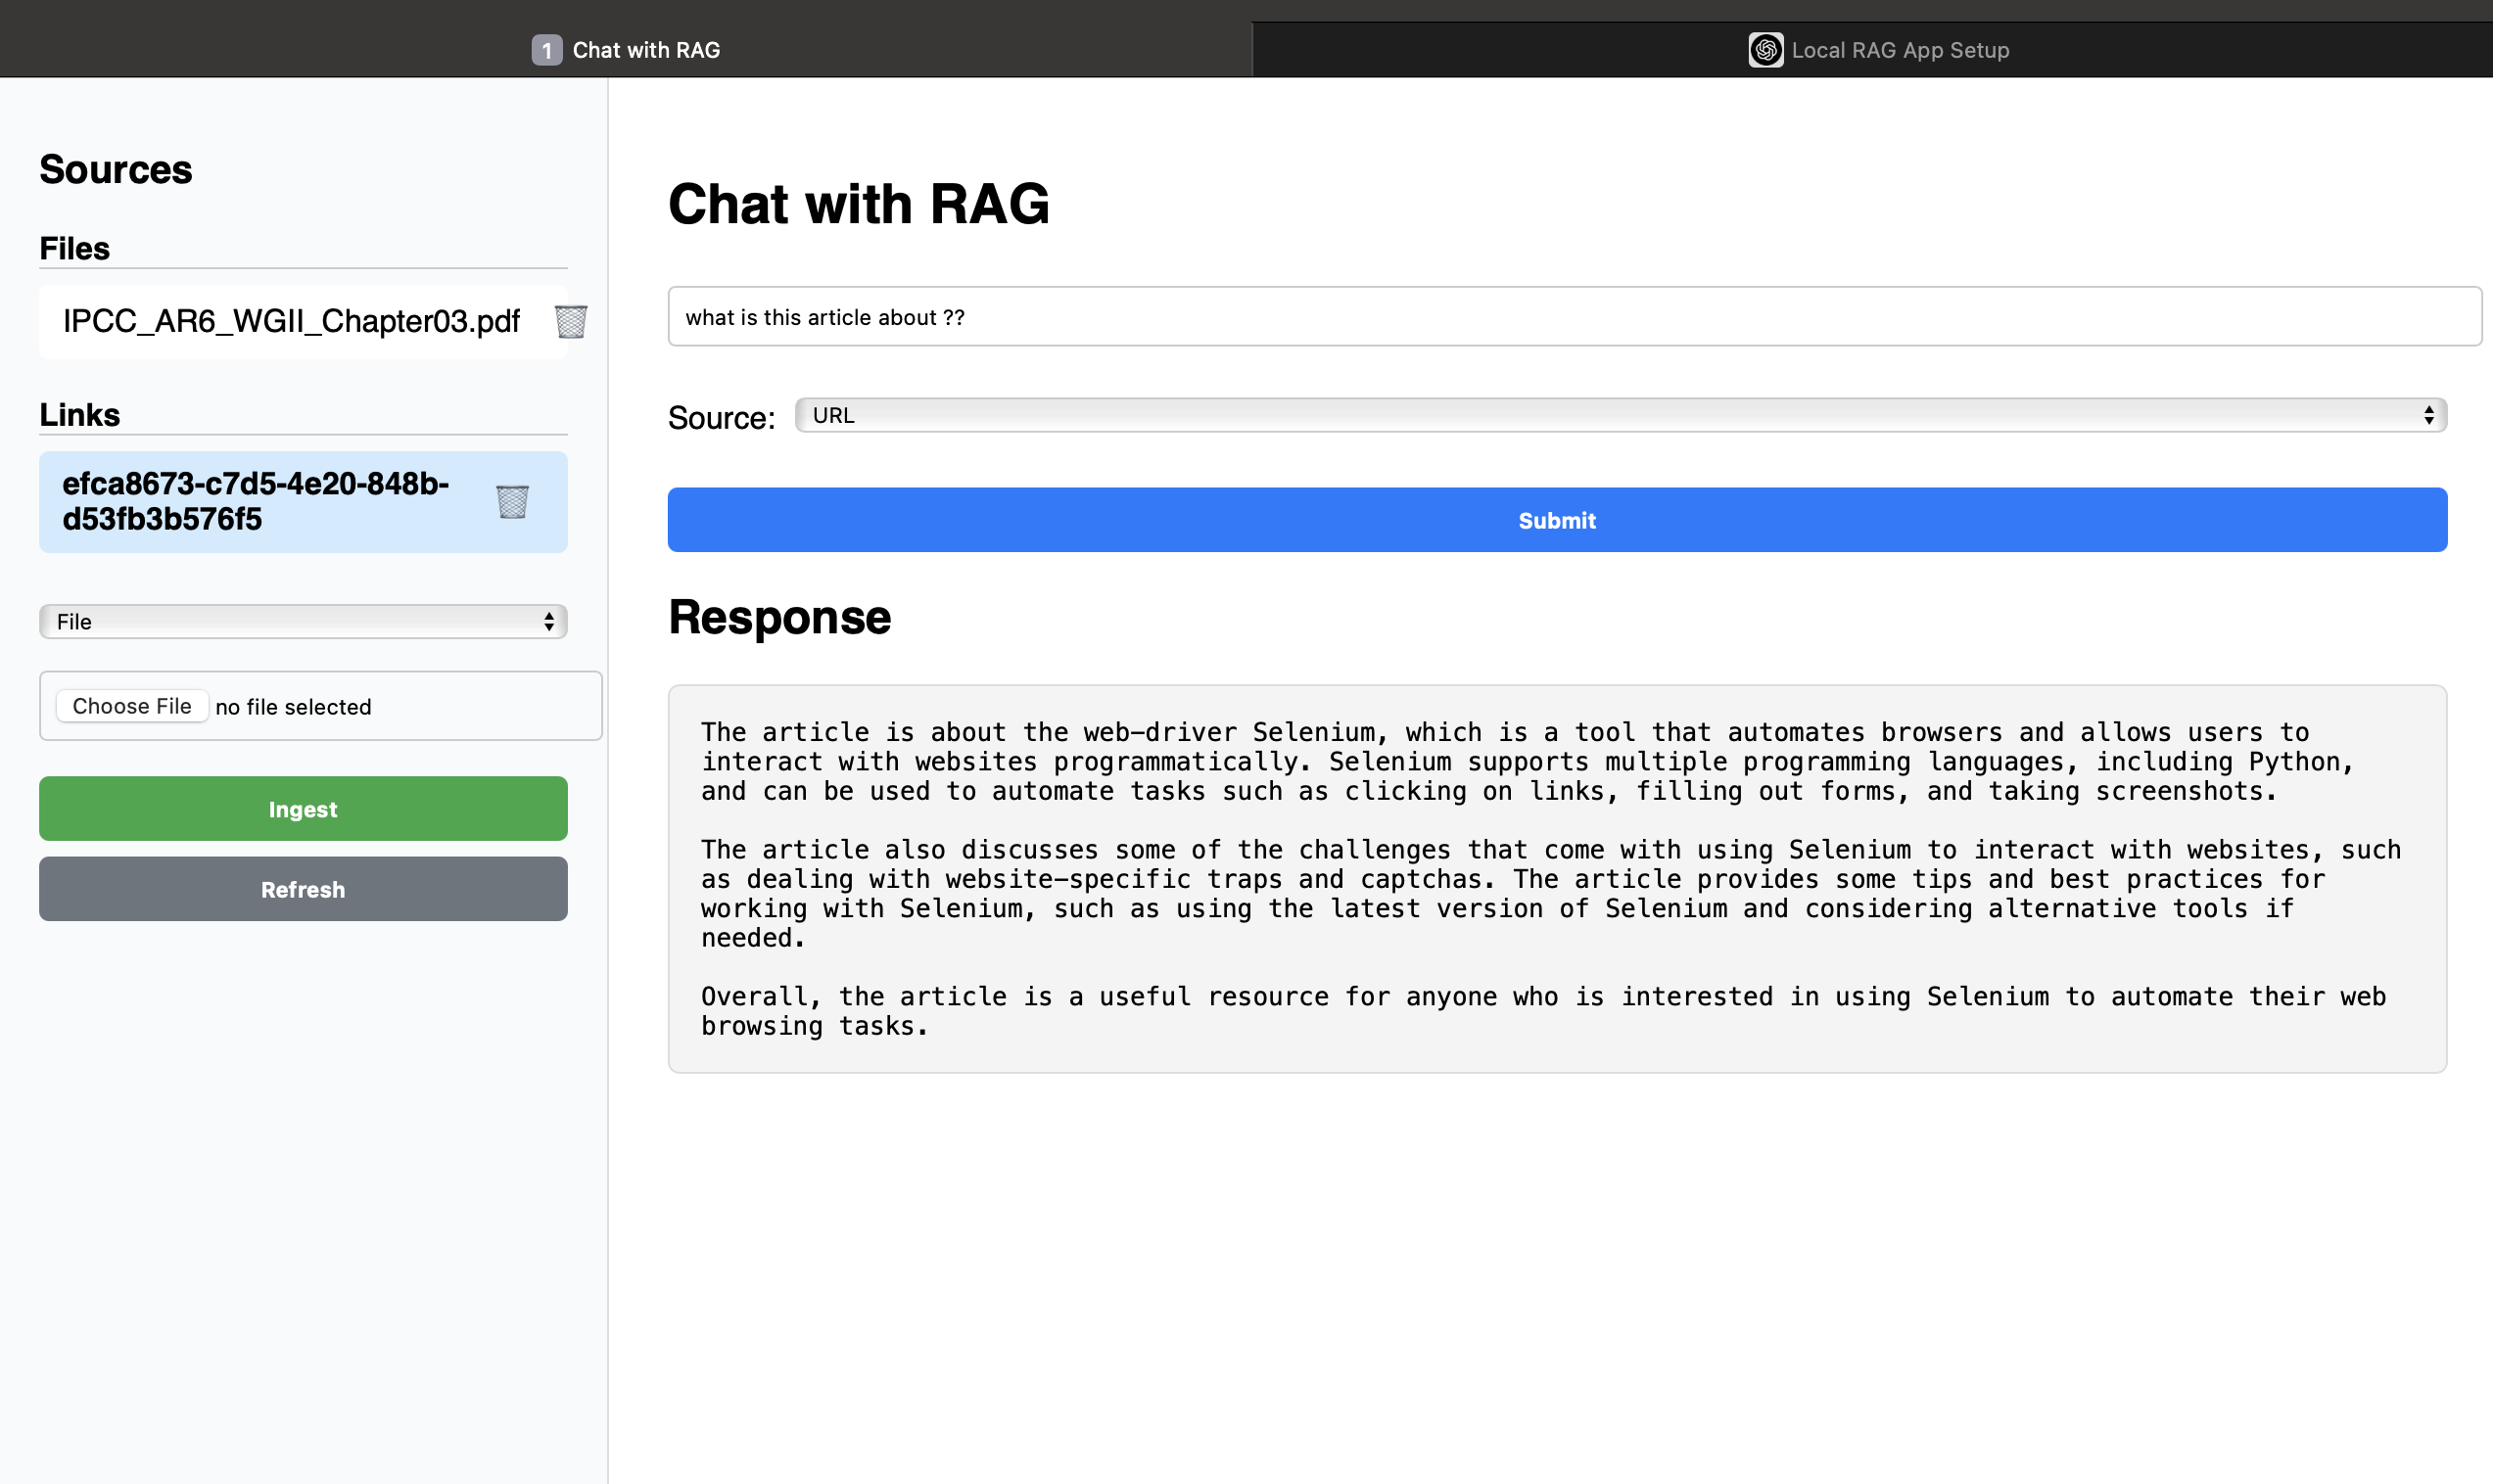 1 Chat with RAG
Local RAG App Setup
Sources
Files
IPCC_AR6_WGII_Chapter03.pdf
Links
efca8673-c7d5-4e20-848b-
d53fb3b576f5
File
Choose File no file selected
Ingest
Refresh
Chat with RAG
what is this article about ??
Source: URL
Submit
Response
The article is about the web-driver Selenium, which is a tool that automates browsers and allows users to
interact with websites programmatically. Selenium supports multiple programming languages, including Python,
and can be used to automate tasks such as clicking on links, filling out forms, and taking screenshots.
The article also discusses some of the challenges that come with using Selenium to interact with websites, such
as dealing with website-specific traps and captchas. The article provides some tips and best practices for
working with Selenium, such as using the latest version of Selenium and considering alternative tools if
needed.
Overall, the article is a useful resource for anyone who is interested in using Selenium to automate their web
browsing tasks.